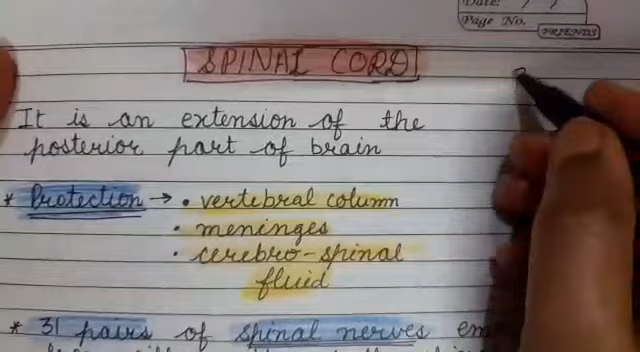 Date: / /
Page No.
FRIENDS
SPINAL CORD
It is an extension of the
posterior part of brain
* Protection → • vertebral column
• meninges
• cerebro-spinal
fluid
* 31 pairs of spinal nerves em